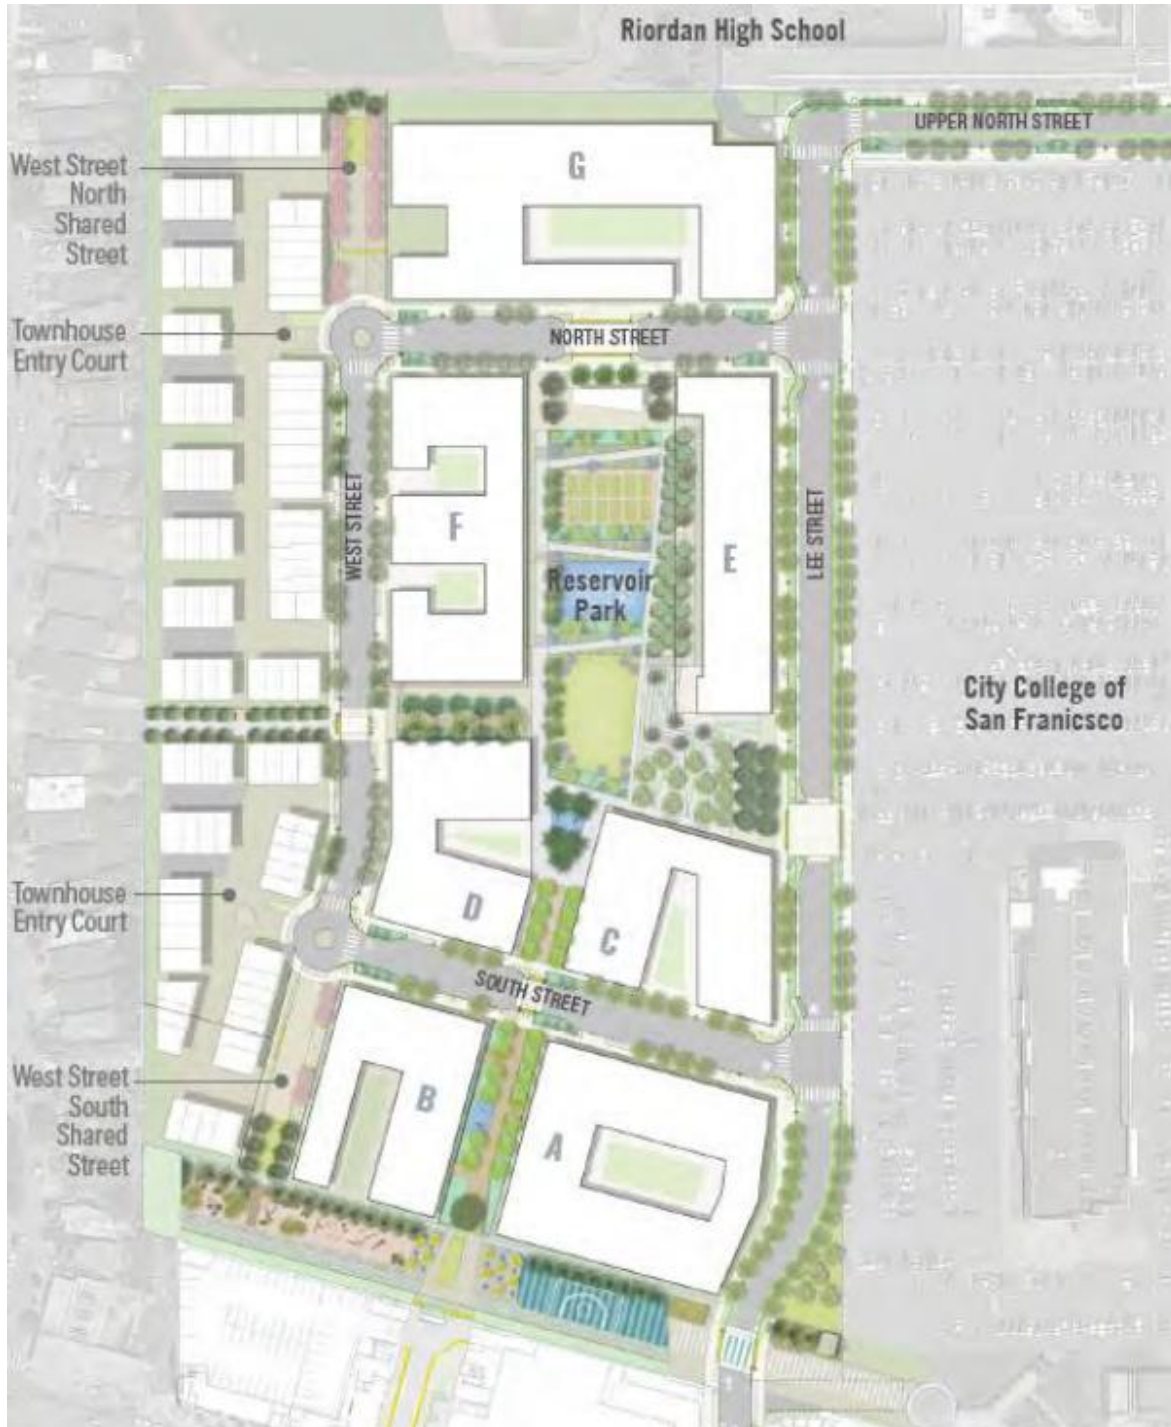 Riordan High School
UPPER NORTH STREET
West Street
North
Shared
Street
G
Townhouse
Entry Court
NORTH STREET
WEST STREET
F
E
LEE STREET
Reservoir
Park
City College of
San Franicsco
Townhouse
Entry Court
D
C
SOUTH STREET
West Street
South
Shared
Street
B
A